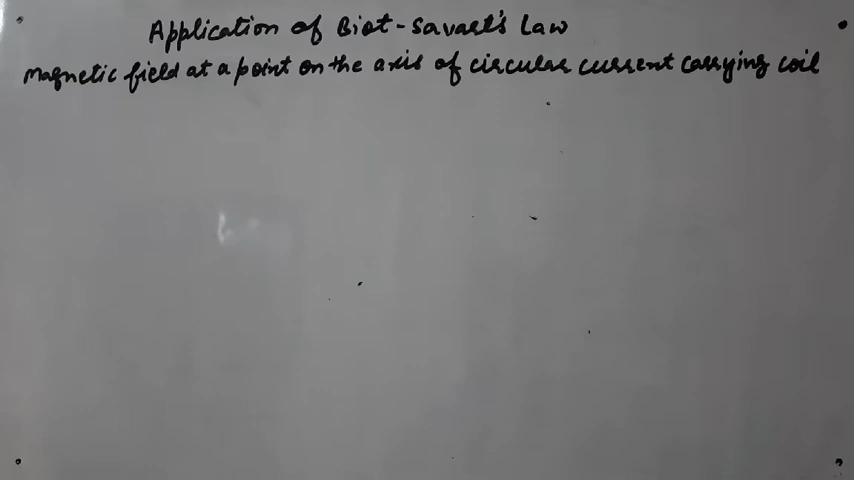 Application of Biot-Savart's Law
Magnetic field at a point on the axis of circular current carrying coil